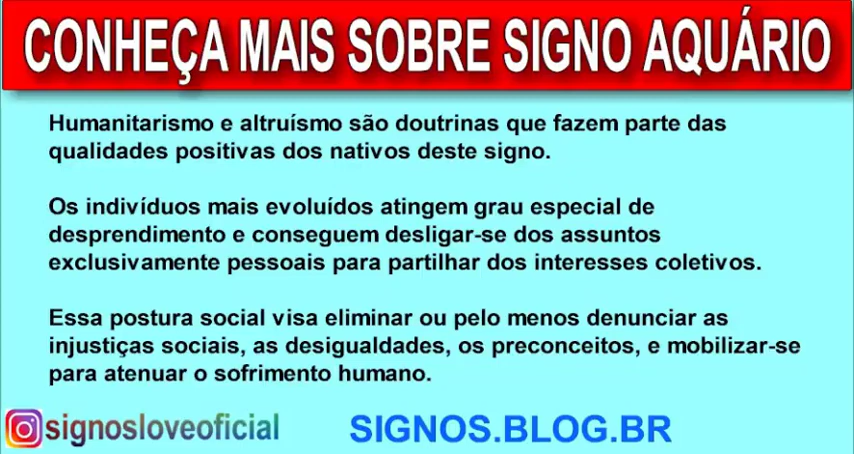 CONHEÇA MAIS SOBRE SIGNO AQUÁRIO
Humanitarismo e altruísmo são doutrinas que fazem parte das
qualidades positivas dos nativos deste signo.
Os indivíduos mais evoluídos atingem grau especial de
desprendimento e conseguem desligar-se dos assuntos
exclusivamente pessoais para partilhar dos interesses coletivos.
Essa postura social visa eliminar ou pelo menos denunciar as
injustiças sociais, as desigualdades, os preconceitos, e mobilizar-se
para atenuar o sofrimento humano.
signosloveoficial SIGNOS.BLOG.BR